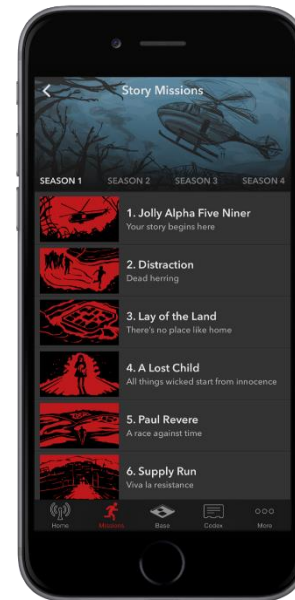 Story Missions
SEASON 1 SEASON 2 SEASON 3 SEASON 4
1. Jolly Alpha Five Niner
Your story begins here
2. Distraction
Dead herring
3. Lay of the Land
There's no place like home
4. A Lost Child
All things wicked start from innocence
5. Paul Revere
A race against time
6. Supply Run
Viva la resistance
Home Missions Base Codex More